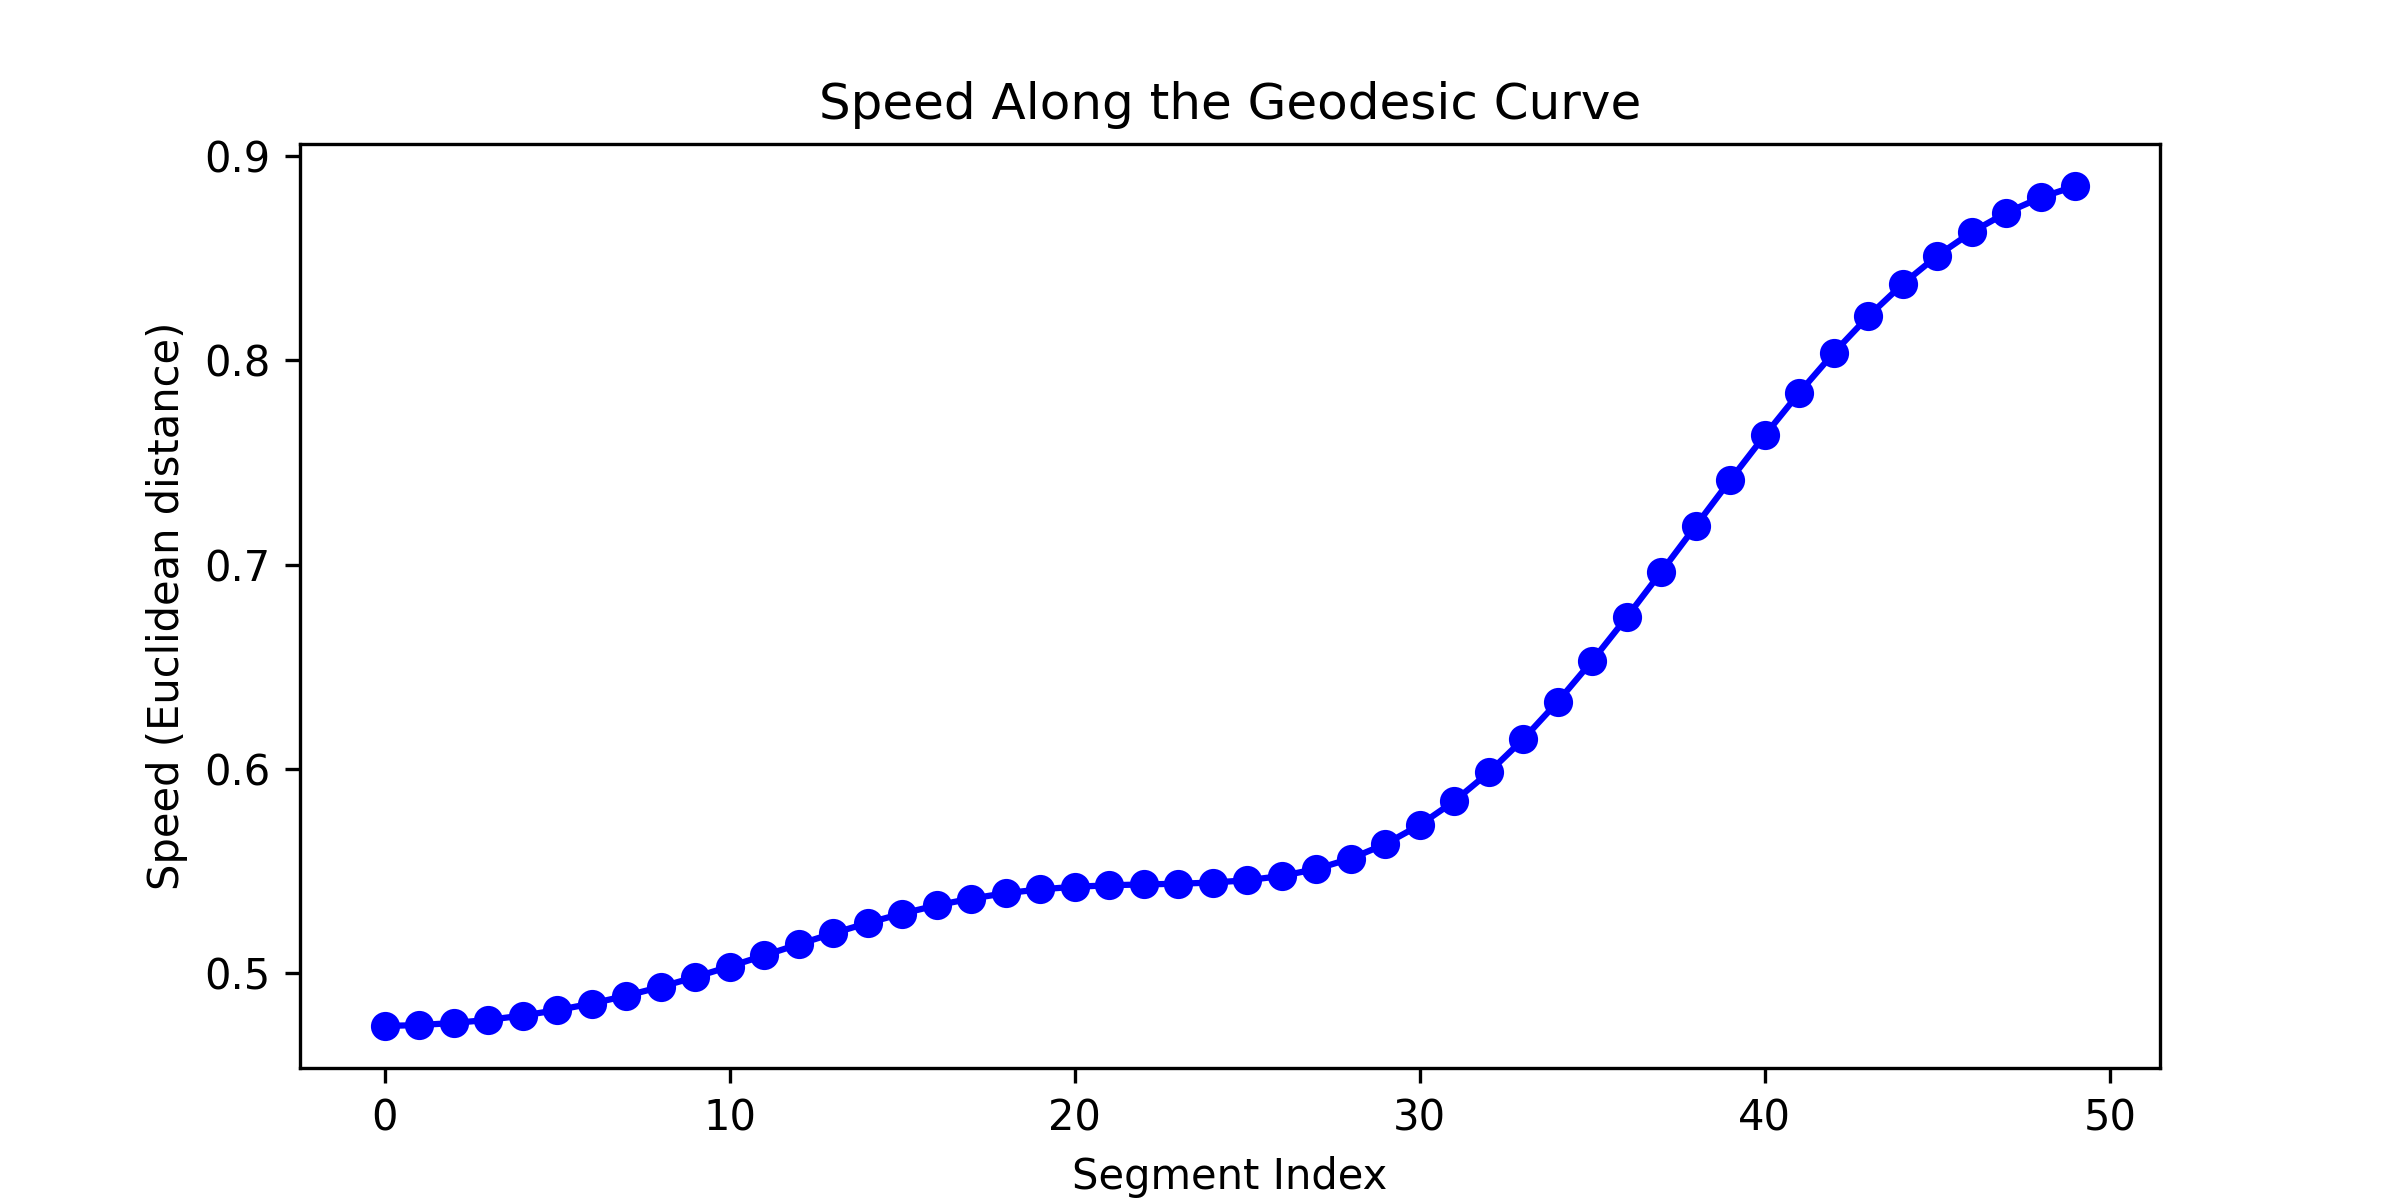 Speed Along the Geodesic Curve
Speed (Euclidean distance)
0.9
0.8
0.7
0.6
0.5
0 10 20 30 40 50
Segment Index